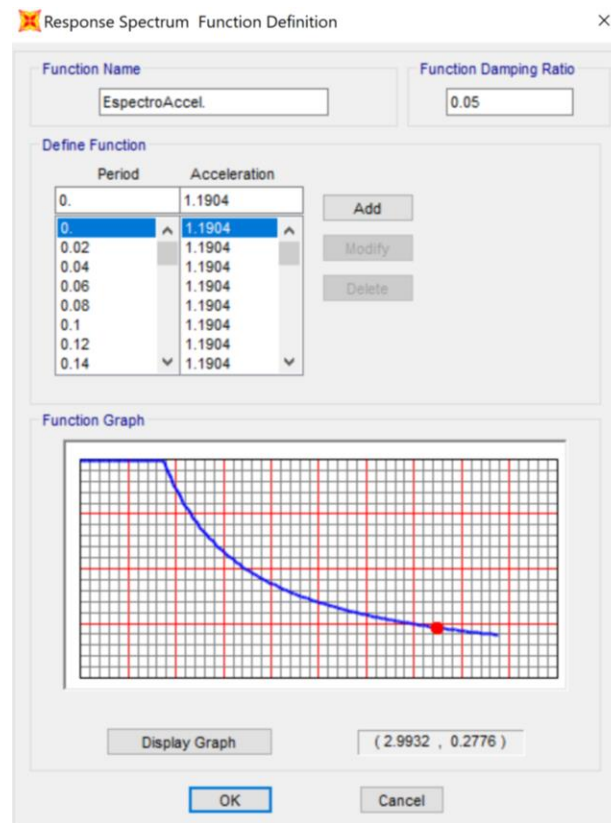 Response Spectrum Function Definition
Function Name
Function Damping Ratio
EspectroAccel.
0.05
Define Function
Period Acceleration
0. 1.1904
Add
0. 1.1904
0.02 1.1904
Modify
0.04 1.1904
0.06 1.1904
Delete
0.08 1.1904
0.1 1.1904
0.12 1.1904
0.14 1.1904
Function Graph
Display Graph
( 2.9932 , 0.2776 )
OK
Cancel